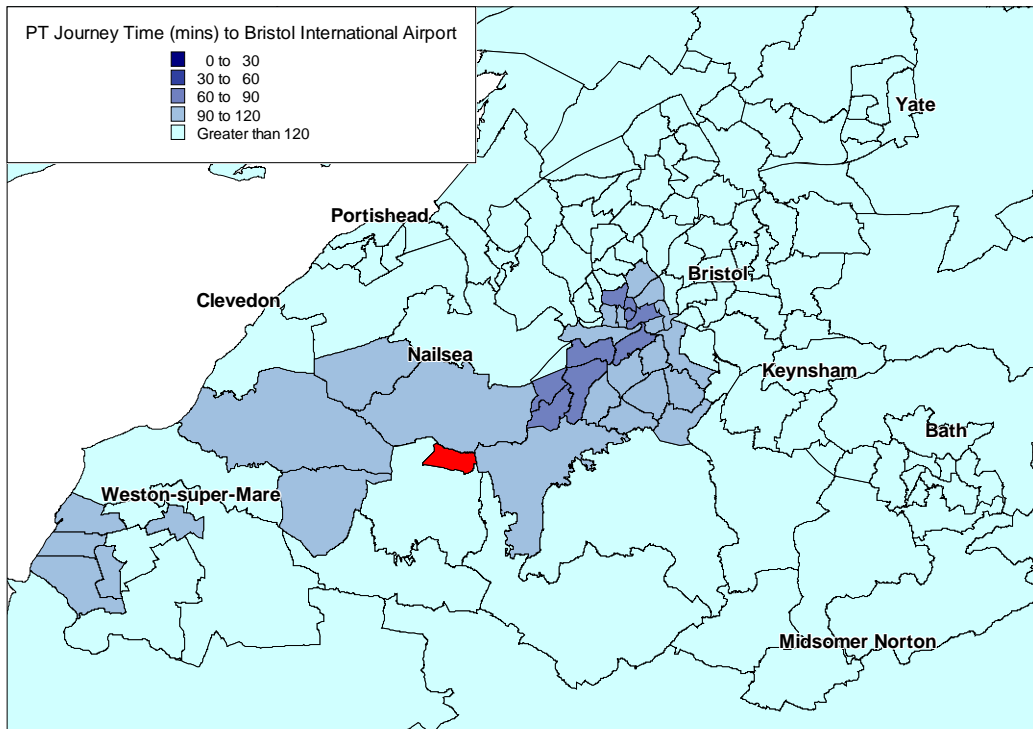 PT Journey Time (mins) to Bristol International Airport
0 to 30
30 to 60
60 to 90
90 to 120
Greater than 120
Yate
Portishead
Bristol
Clevedon
Nailsea
Keynsham
Bath
Weston-super-Mare
Midsomer Norton